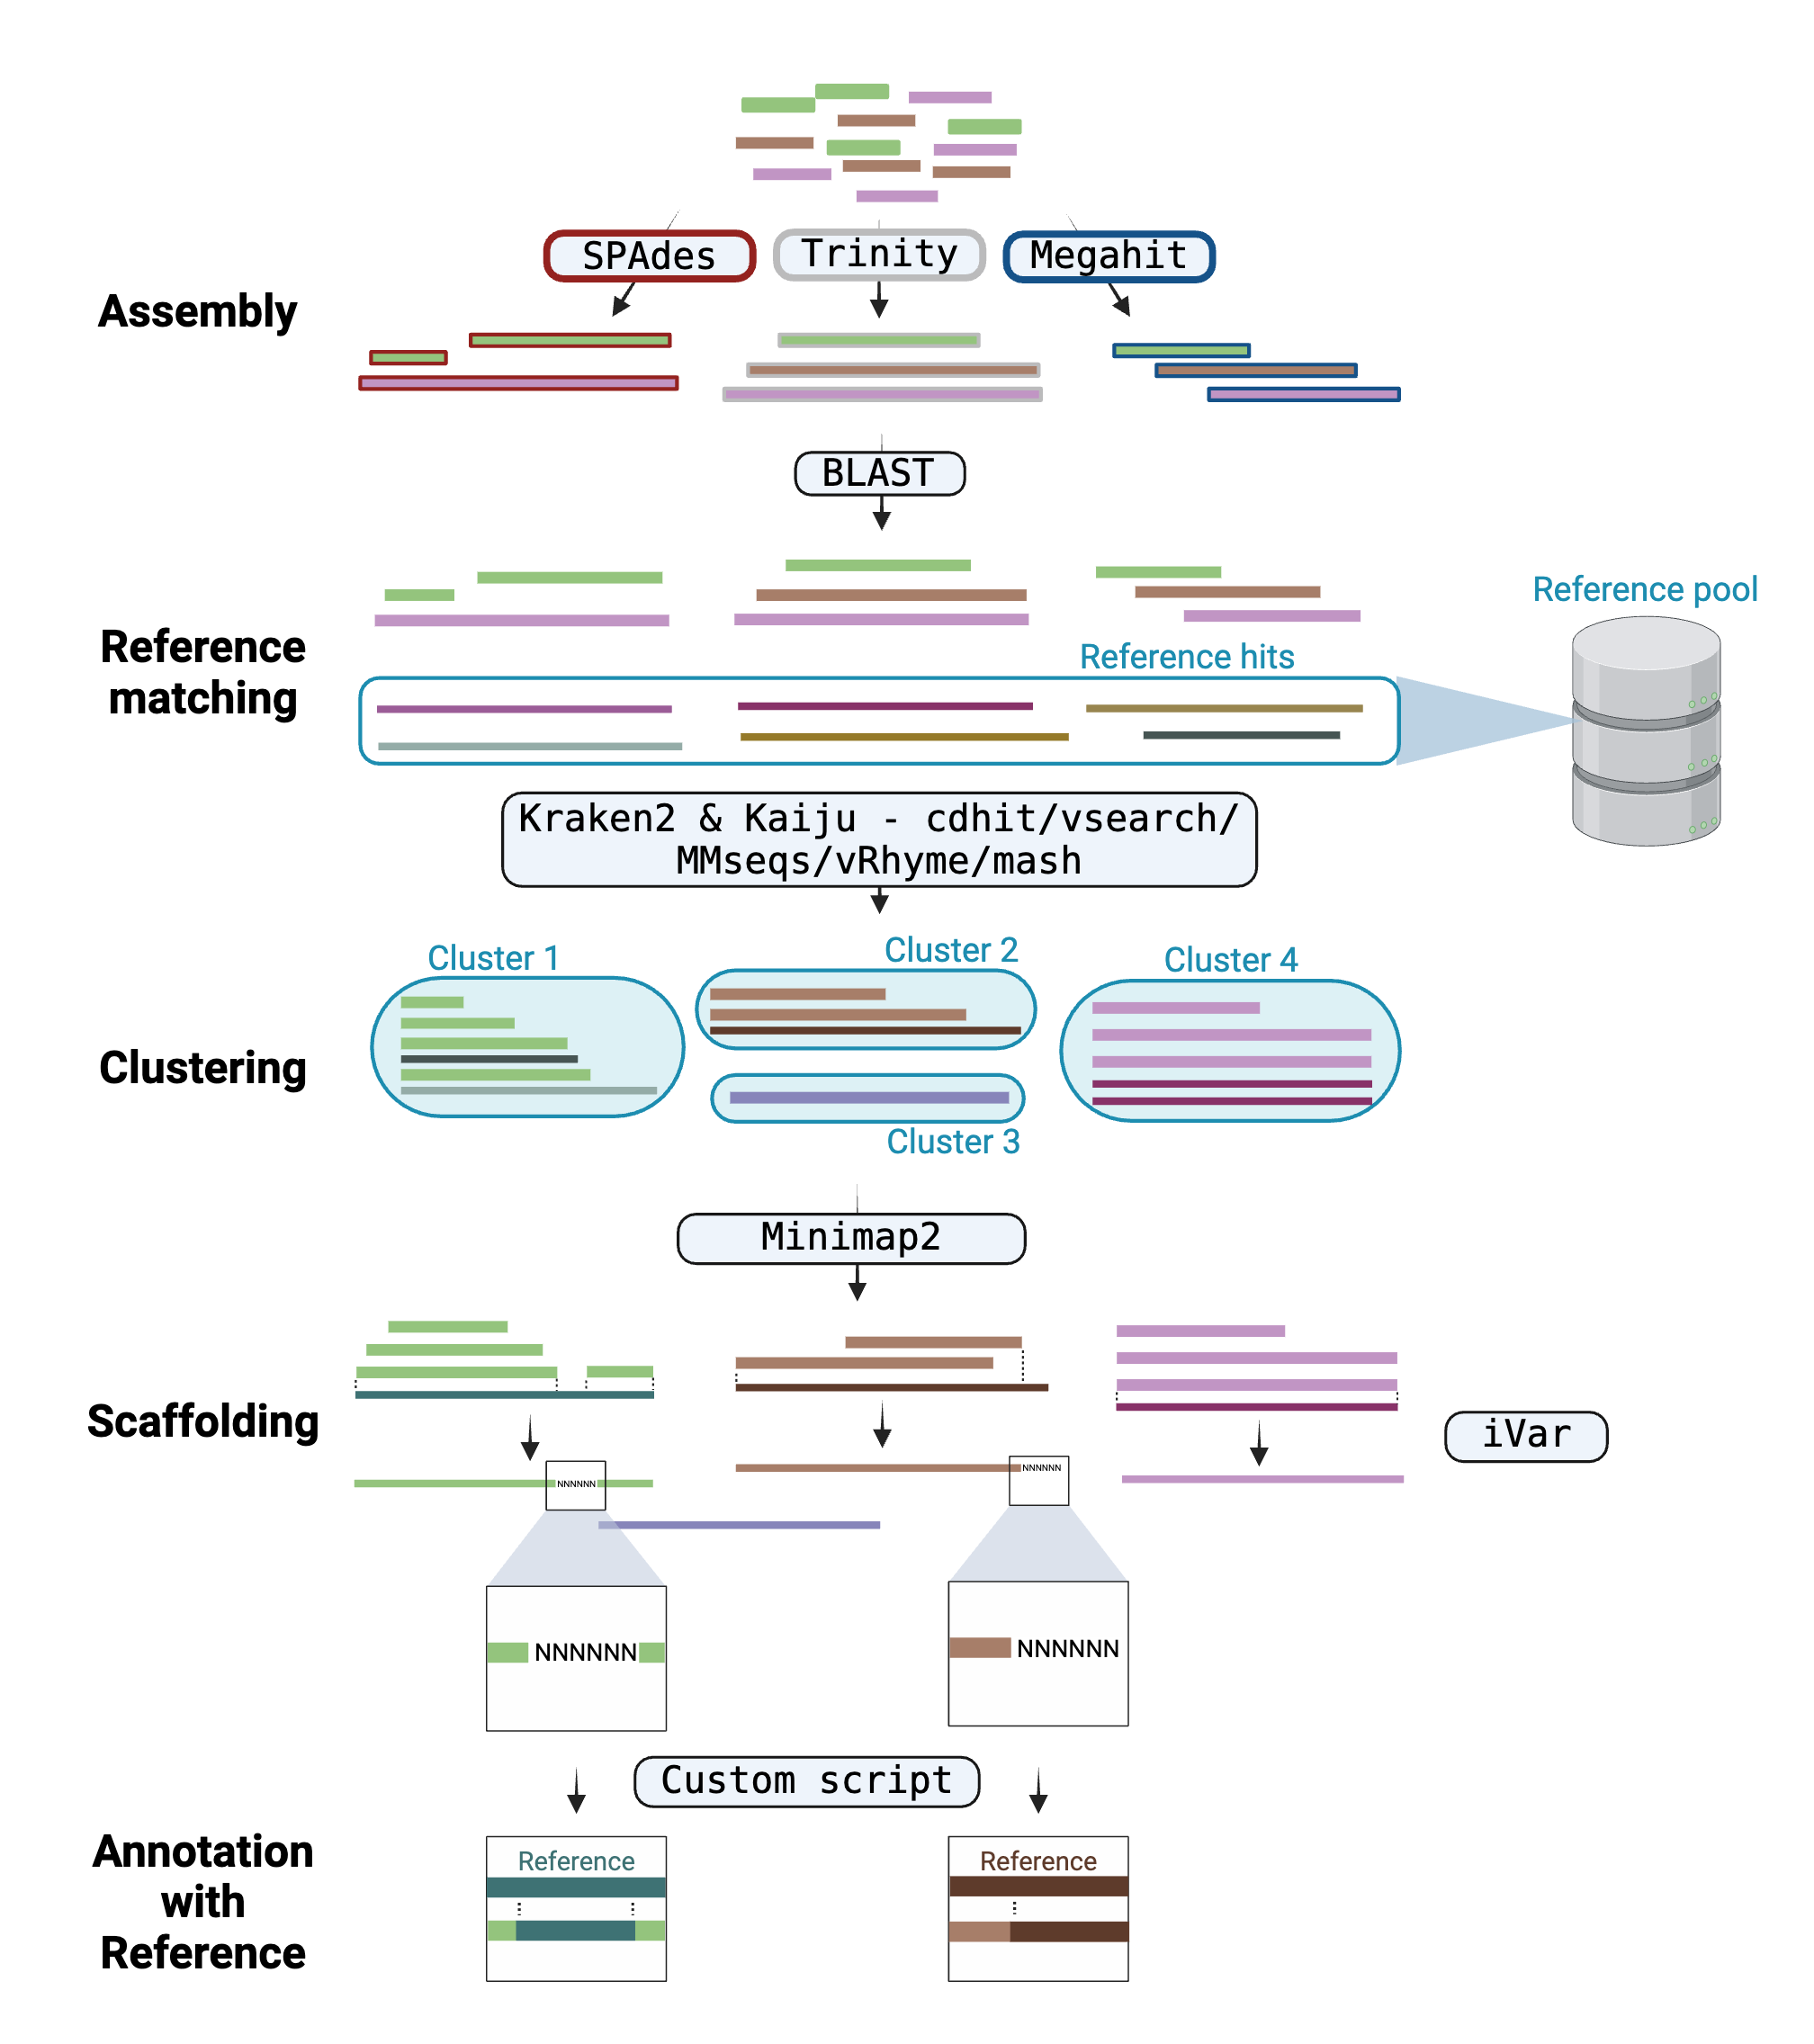 SPAdes
Trinity
Megahit
Assembly
BLAST
Reference pool
Reference
matching
Reference hits
Kraken2 & Kaiju - cdhit/vsearch/
MMseqs/vRhyme/mash
Cluster 1
Cluster 2
Cluster 4
Clustering
Cluster 3
Minimap2
Scaffolding
iVar
NNNNNN
NNNNNN
NNNNNN
NNNNNN
Custom script
Annotation
with
Reference
Reference
Reference